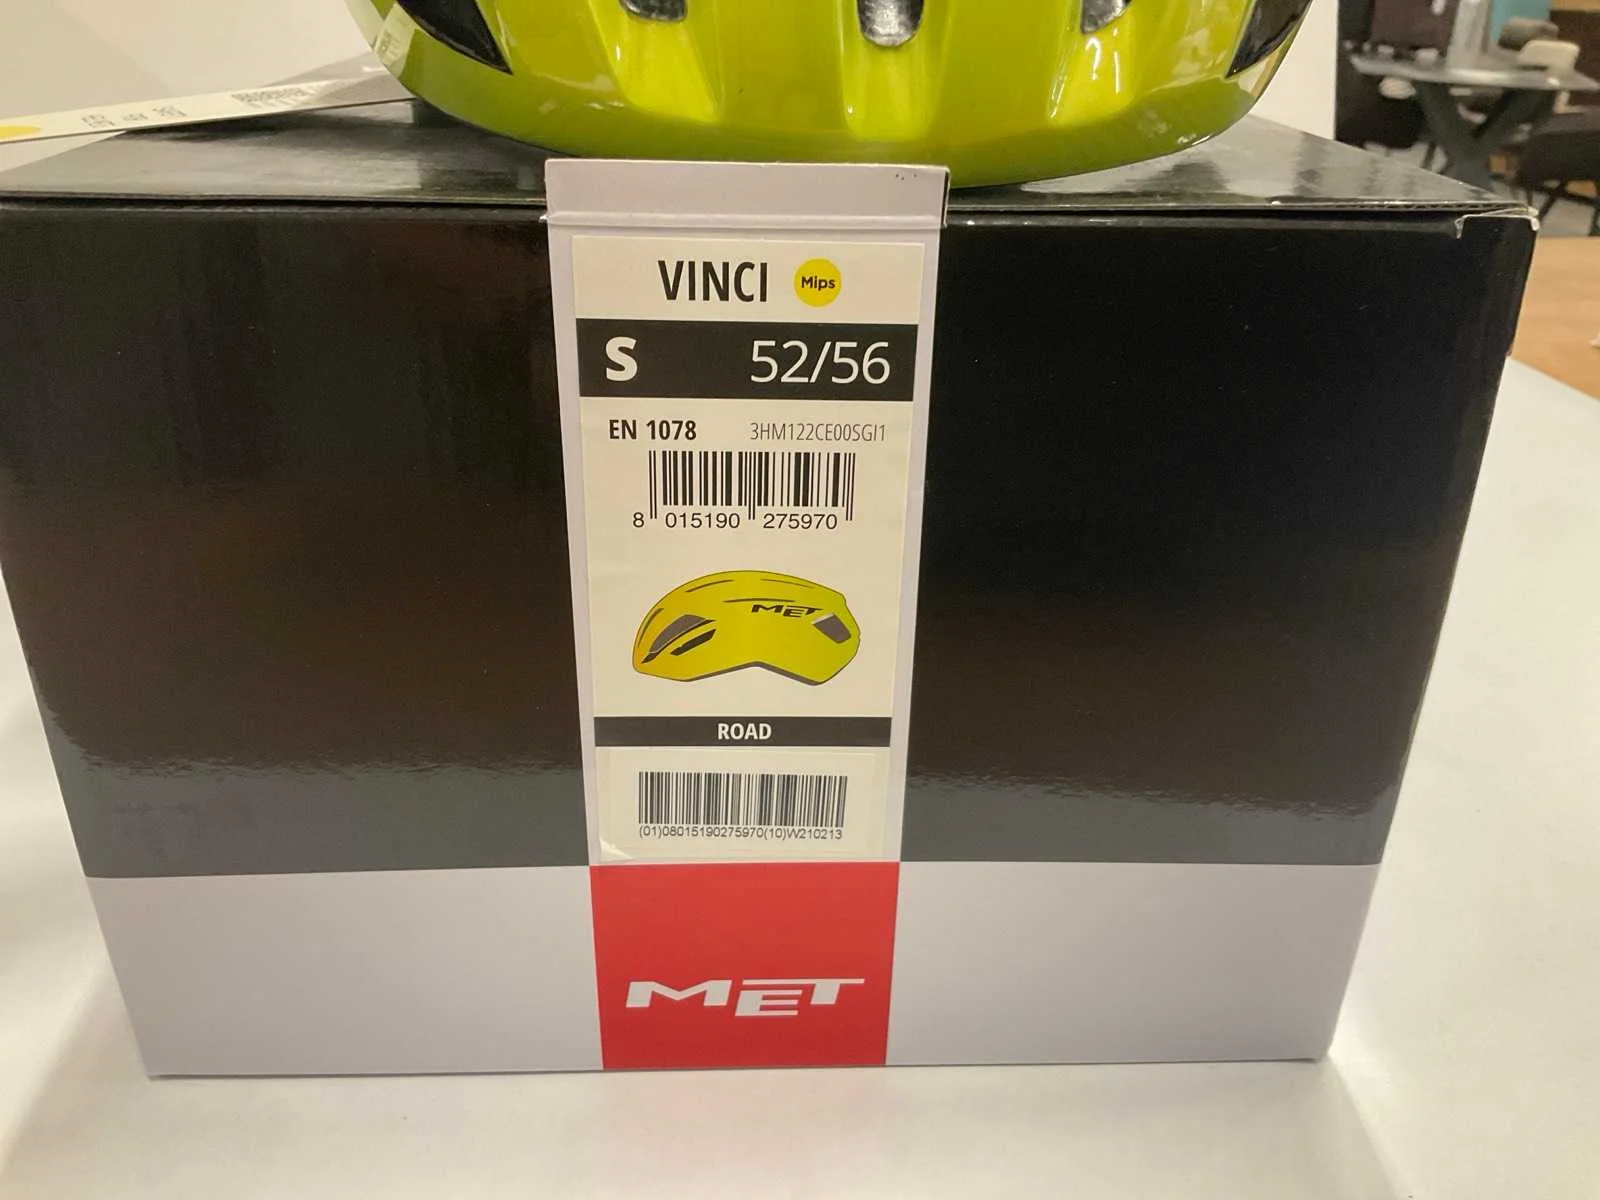 VINCI Mips
S 52/56
EN 1078 3HM122CE00SGI1
8 015190 275970
MET
ROAD
(01)08015190275970(10)W210213
MET